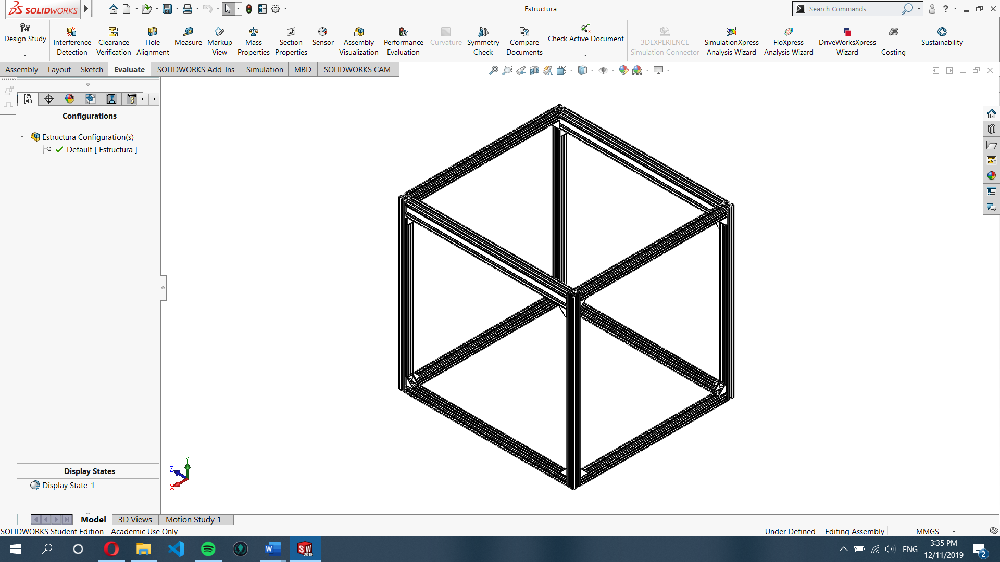 SOLIDWORKS
Estructura
Search Commands
Design Study
Interference Detection
Clearance Verification
Hole Alignment
Measure
Markup View
Mass Properties
Section Properties
Sensor
Assembly Visualization
Performance Evaluation
Curvature
Symmetry Check
Compare Documents
Check Active Document
3DEXPERIENCE Simulation Connector
SimulationXpress Analysis Wizard
FloXpress Analysis Wizard
DriveWorksXpress Wizard
Costing
Sustainability
Assembly
Layout
Sketch
Evaluate
SOLIDWORKS Add-Ins
Simulation
MBD
SOLIDWORKS CAM
Configurations
Estructura Configuration(s)
Default [ Estructura ]
Y
Z
X
Display States
Display State-1
Model
3D Views
Motion Study 1
SOLIDWORKS Student Edition - Academic Use Only
Under Defined
Editing Assembly
MMGS
SW
2019
ENG
3:35 PM
12/11/2019
2